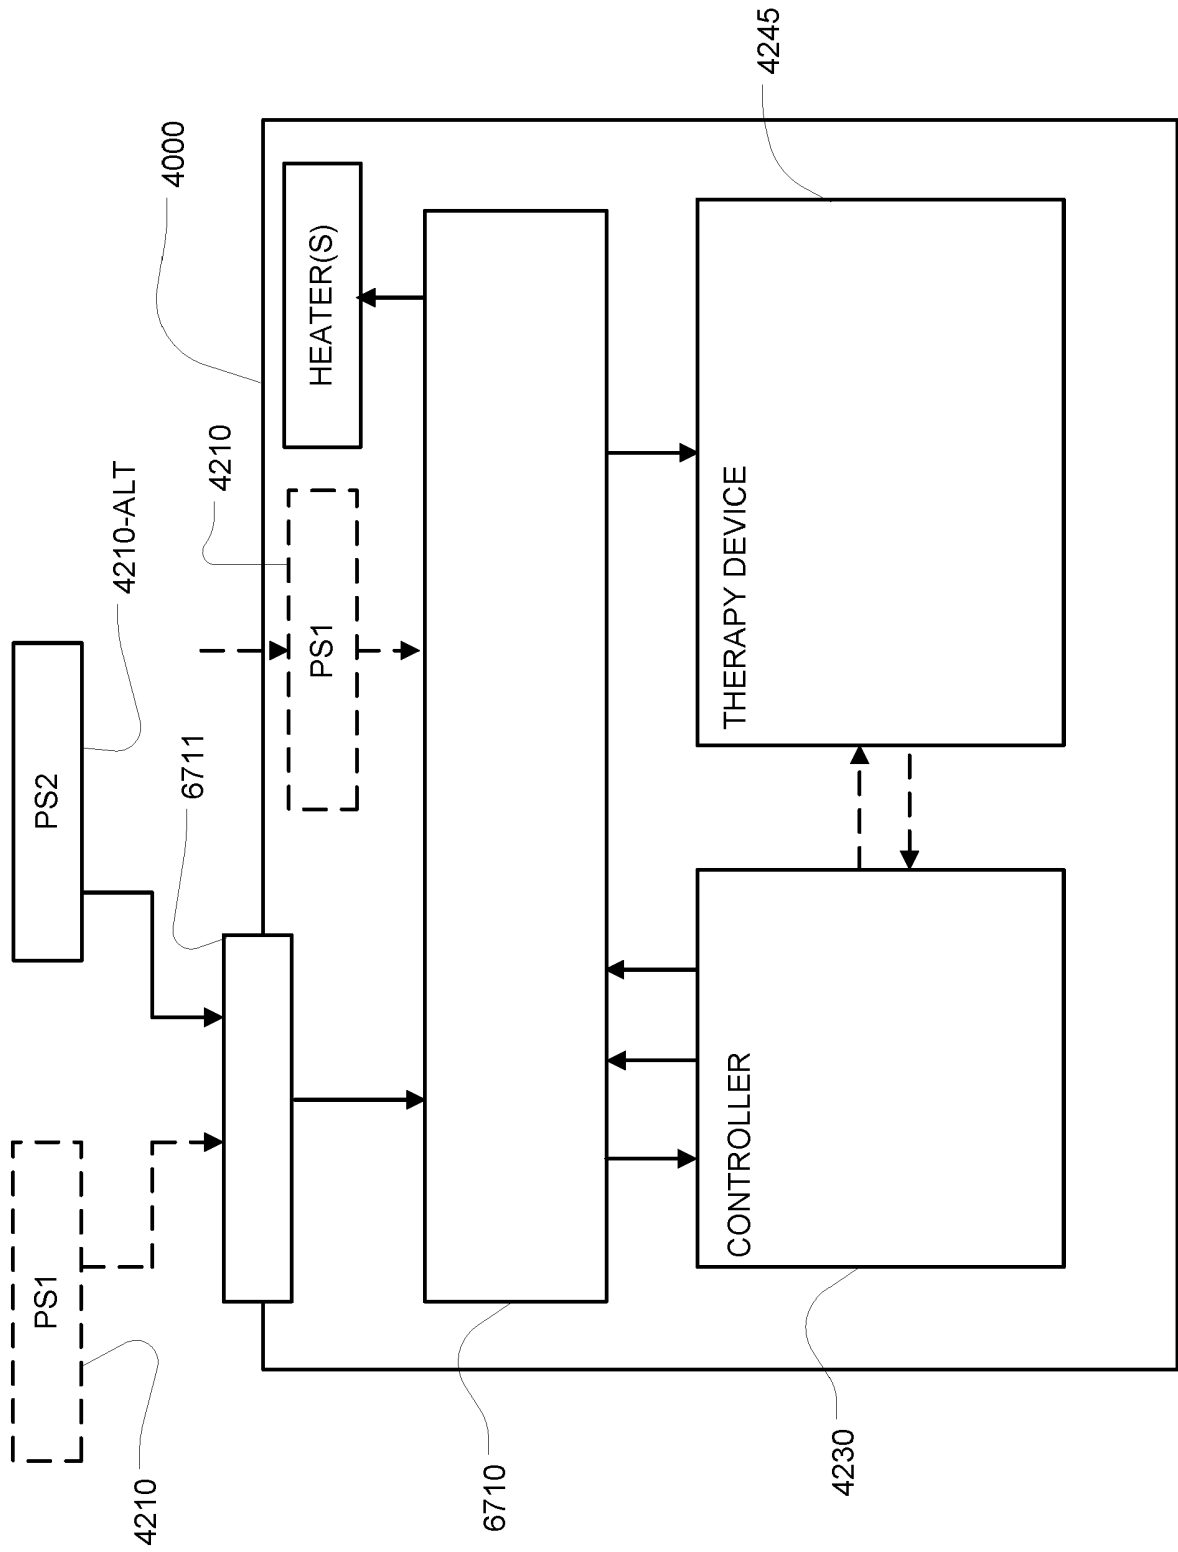 4210
PS1
PS2
4210-ALT
6711
4210
PS1
4000
HEATER(S)
6710
CONTROLLER
4230
THERAPY DEVICE
4245